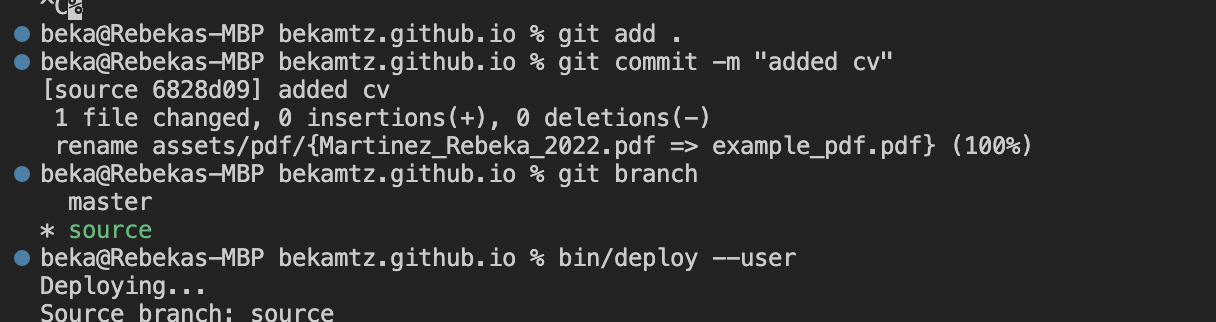 ^C%
beka@Rebekas-MBP bekamtz.github.io % git add .
beka@Rebekas-MBP bekamtz.github.io % git commit -m "added cv"
[source 6828d09] added cv
1 file changed, 0 insertions(+), 0 deletions(-)
rename assets/pdf/{Martinez_Rebeka_2022.pdf => example_pdf.pdf} (100%)
beka@Rebekas-MBP bekamtz.github.io % git branch
master
* source
beka@Rebekas-MBP bekamtz.github.io % bin/deploy --user
Deploying...
Source branch: source